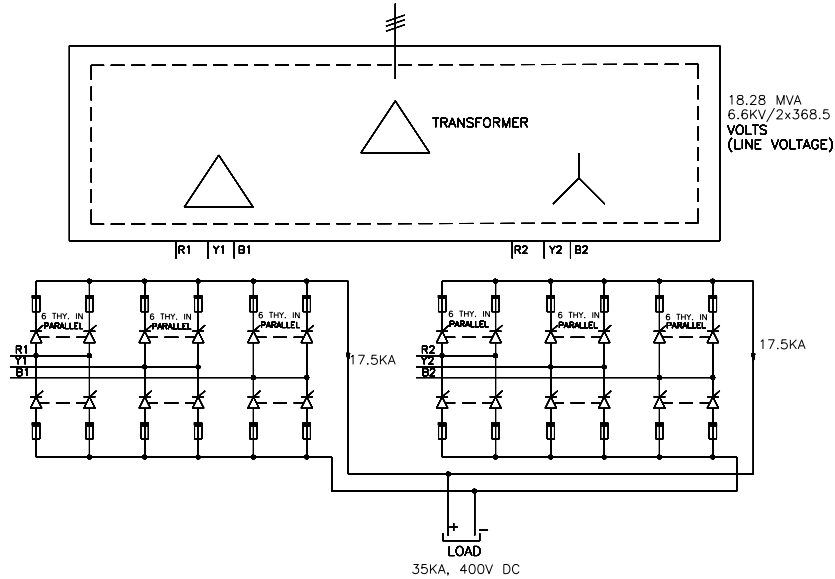 TRANSFORMER
18.28 MVA
6.6KV/2x368.5
VOLTS
(LINE VOLTAGE)
R1 Y1 B1
R2 Y2 B2
6 THY. IN
PARALLEL
6 THY. IN
PARALLEL
6 THY. IN
PARALLEL
R1
Y1
B1
17.5KA
6 THY. IN
PARALLEL
6 THY. IN
PARALLEL
6 THY. IN
PARALLEL
R2
Y2
B2
17.5KA
+ −
LOAD
35KA, 400V DC